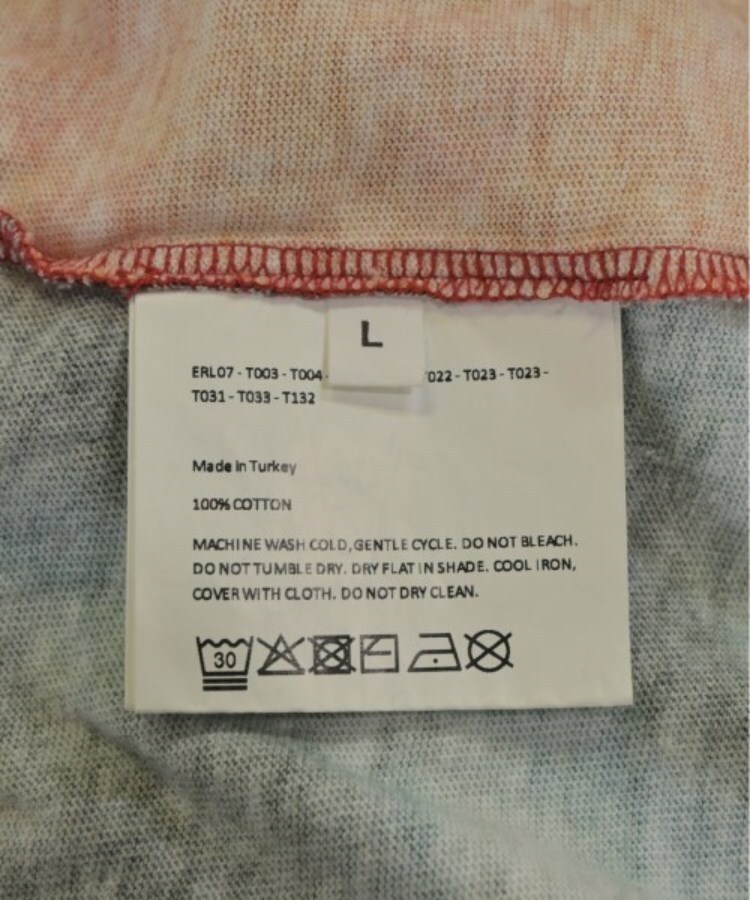 L
ERL07 - T003 - T004 - 022 - T023 - T023 -
T031 - T033 - T132
Made in Turkey
100% COTTON
MACHINE WASH COLD, GENTLE CYCLE. DO NOT BLEACH.
DO NOT TUMBLE DRY. DRY FLAT IN SHADE. COOL IRON,
COVER WITH CLOTH. DO NOT DRY CLEAN.
30